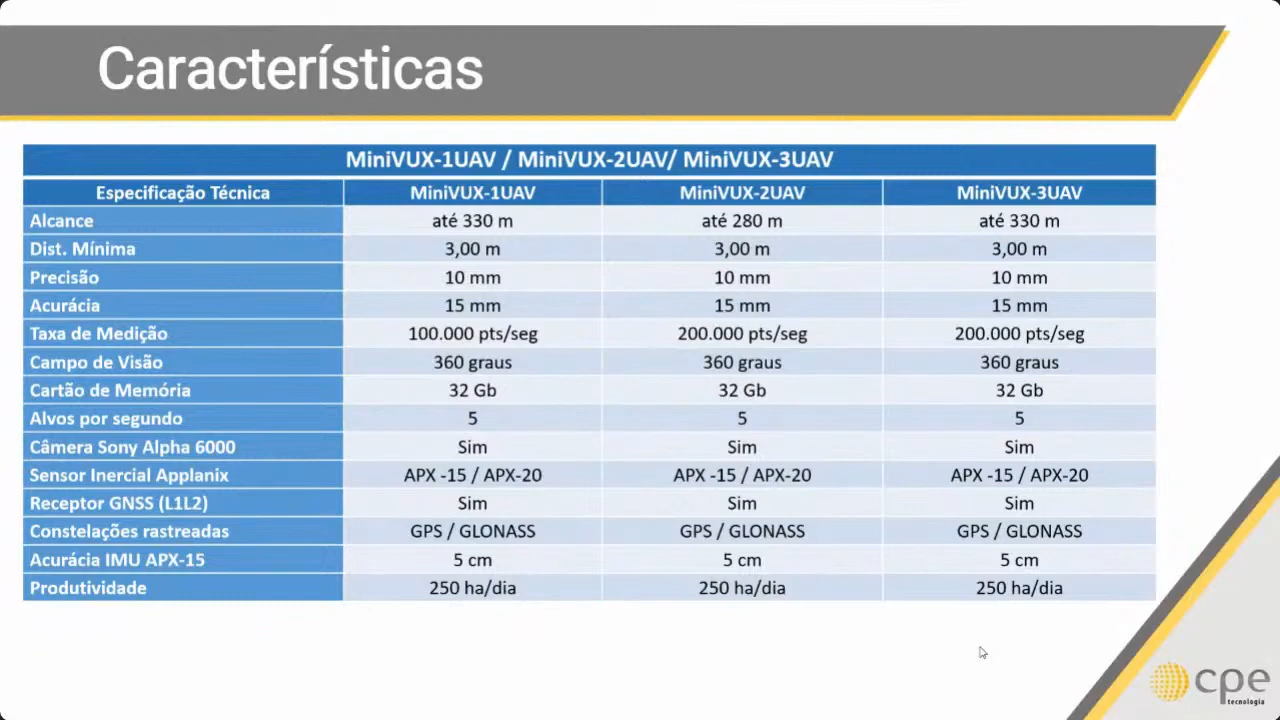 Características
MiniVUX-1UAV / MiniVUX-2UAV/ MiniVUX-3UAV
Especificação Técnica MiniVUX-1UAV MiniVUX-2UAV MiniVUX-3UAV
Alcance até 330 m até 280 m até 330 m
Dist. Mínima 3,00 m 3,00 m 3,00 m
Precisão 10 mm 10 mm 10 mm
Acurácia 15 mm 15 mm 15 mm
Taxa de Medição 100.000 pts/seg 200.000 pts/seg 200.000 pts/seg
Campo de Visão 360 graus 360 graus 360 graus
Cartão de Memória 32 Gb 32 Gb 32 Gb
Alvos por segundo 5 5 5
Câmera Sony Alpha 6000 Sim Sim Sim
Sensor Inercial Applanix APX -15 / APX-20 APX -15 / APX-20 APX -15 / APX-20
Receptor GNSS (L1L2) Sim Sim Sim
Constelações rastreadas GPS / GLONASS GPS / GLONASS GPS / GLONASS
Acurácia IMU APX-15 5 cm 5 cm 5 cm
Produtividade 250 ha/dia 250 ha/dia 250 ha/dia
cpe
tecnologia